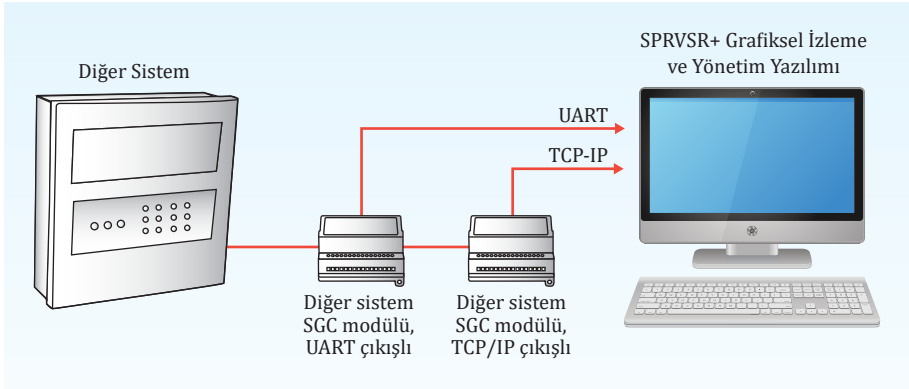 SPRVSR+ Grafiksel İzleme
ve Yönetim Yazılımı
Diğer Sistem
UART
TCP-IP
Diğer sistem
SGC modülü,
UART çıkışlı
Diğer sistem
SGC modülü,
TCP/IP çıkışlı